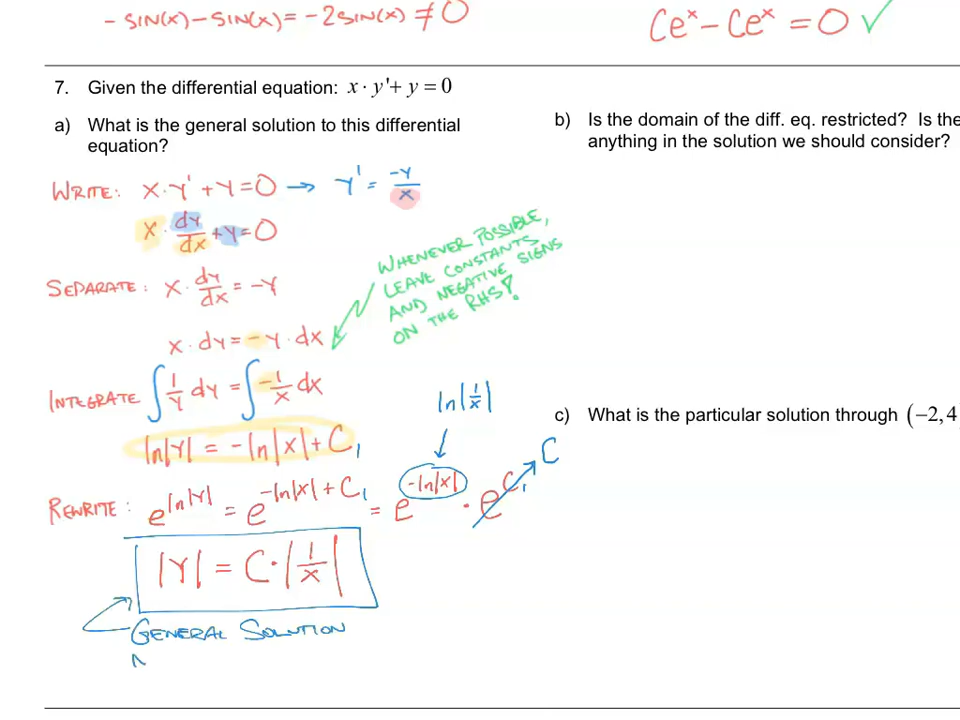 - SIN(x) - SIN(x) = - 2 SIN(x) ≠ 0
Ce^x - Ce^x = 0 ✓
7. Given the differential equation: x · y' + y = 0
a) What is the general solution to this differential
equation?
WRITE: x·y' + y = 0 → y' = -y/x
x · dy/dx + y = 0
SEPARATE: x · dy/dx = -y
x · dy = -y · dx
WHENEVER POSSIBLE,
LEAVE CONSTANTS
AND NEGATIVE SIGNS
ON THE RHS!
INTEGRATE ∫ 1/y dy = ∫ -1/x dx
ln|y| = -ln|x| + C₁
ln|1/x|
REWRITE: e^(ln|y|) = e^(-ln|x| + C₁) = e^(-ln|x|) · e^(C₁) C
|y| = C · |1/x|
GENERAL SOLUTION
b) Is the domain of the diff. eq. restricted? Is the
anything in the solution we should consider?
c) What is the particular solution through (-2, 4